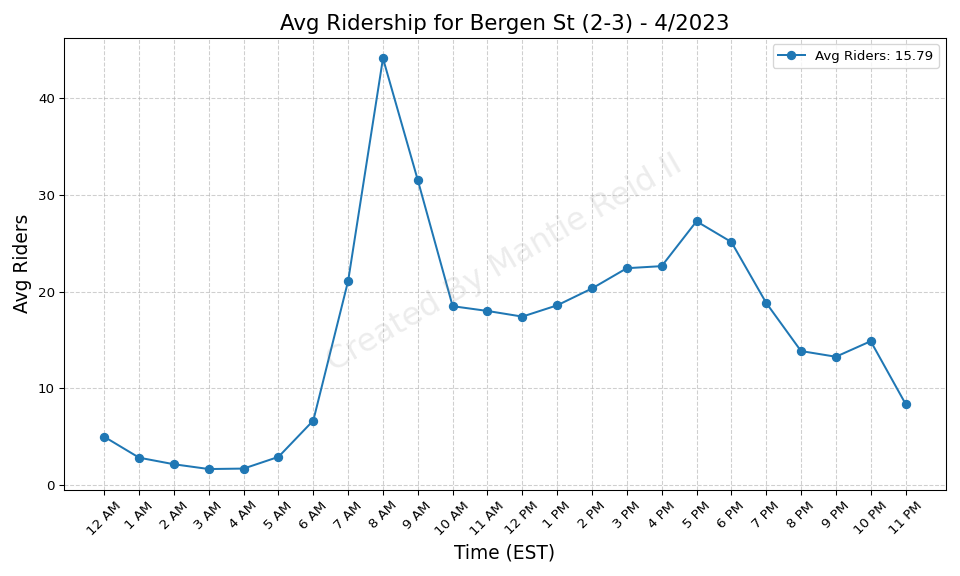 Avg Ridership for Bergen St (2-3) - 4/2023
Avg Riders: 15.79
Avg Riders
40
30
20
10
0
Created By Mantie Reid II
12 AM
1 AM
2 AM
3 AM
4 AM
5 AM
6 AM
7 AM
8 AM
9 AM
10 AM
11 AM
12 PM
1 PM
2 PM
3 PM
4 PM
5 PM
6 PM
7 PM
8 PM
9 PM
10 PM
11 PM
Time (EST)